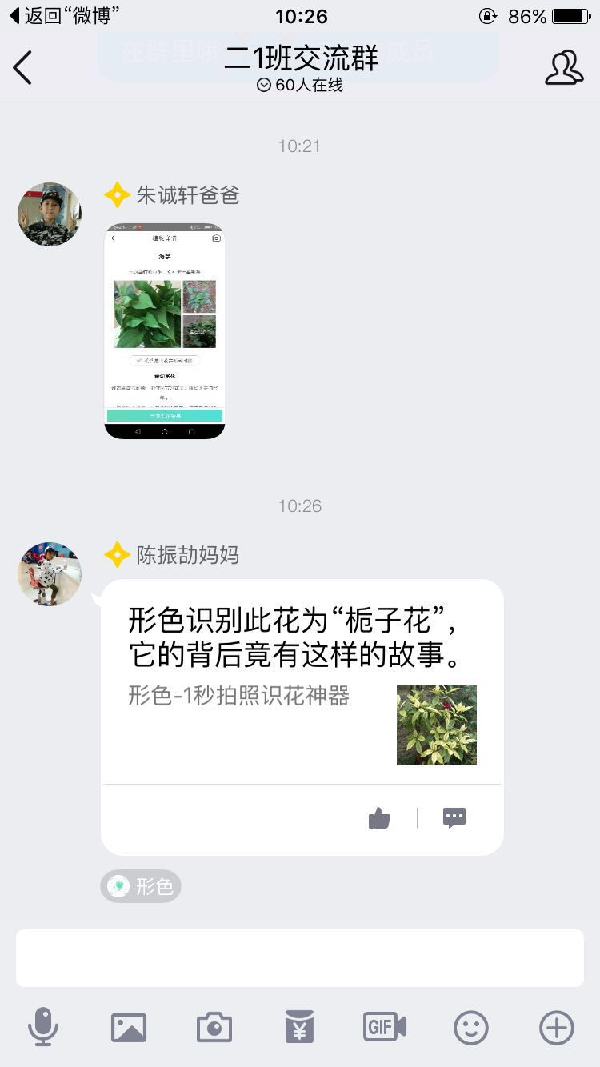 返回“微博”
10:26
86%
二1班交流群
60人在线
10:21
朱诚轩爸爸
10:26
陈振劼妈妈
形色识别此花为“栀子花”，
它的背后竟有这样的故事。
形色-1秒拍照识花神器
形色
GIF